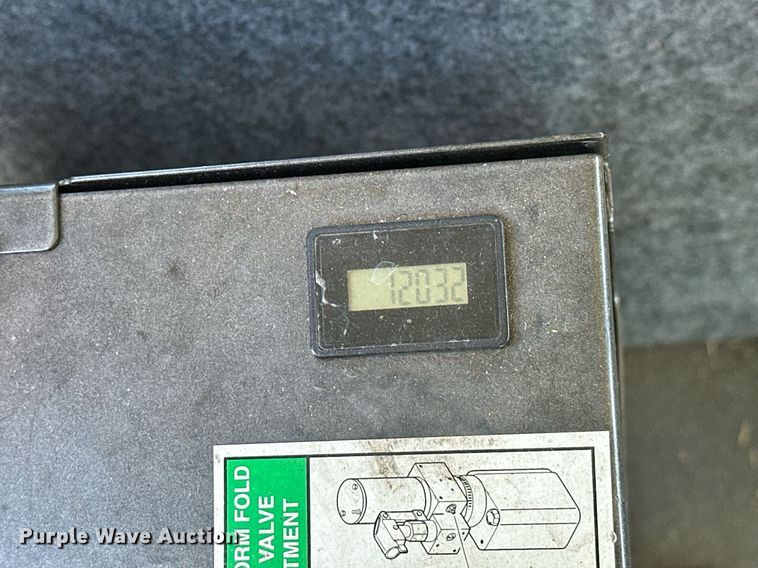 12032
ORM FOLD
VALVE
TMENT
Purple Wave Auction